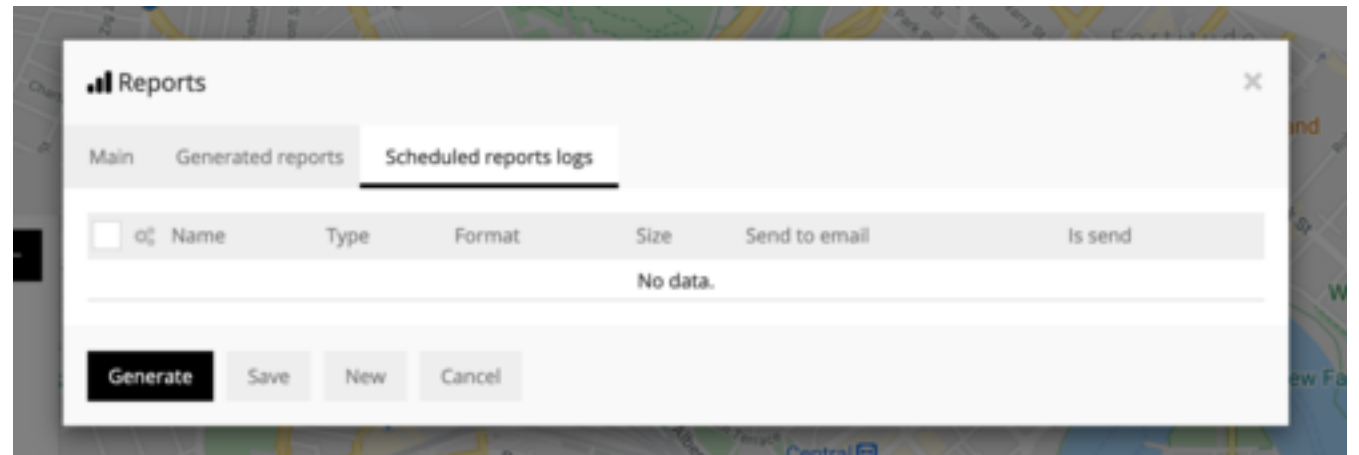 Reports
Main Generated reports Scheduled reports logs
Name Type Format Size Send to email Is send
No data.
Generate Save New Cancel
Central